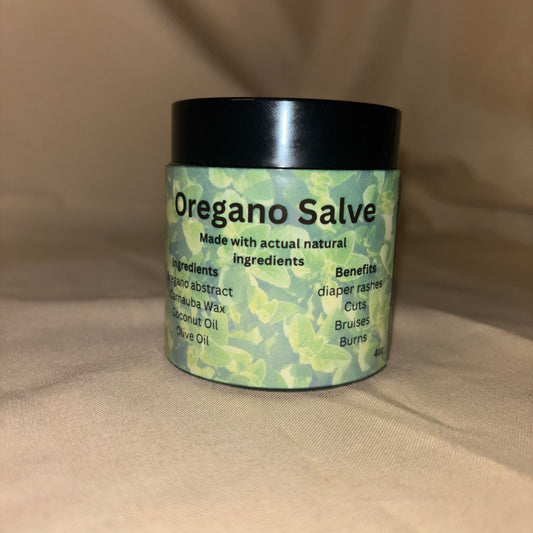 Oregano Salve
Made with actual natural
ingredients
Ingredients
egano abstract
Carnauba Wax
Coconut Oil
Olive Oil
Benefits
diaper rashes
Cuts
Bruises
Burns
4oz